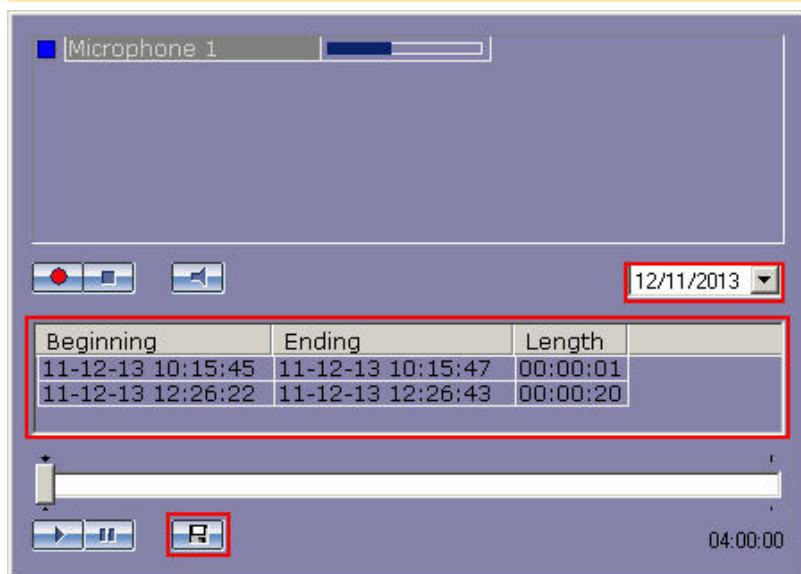 Microphone 1
12/11/2013
Beginning Ending Length
11-12-13 10:15:45 11-12-13 10:15:47 00:00:01
11-12-13 12:26:22 11-12-13 12:26:43 00:00:20
04:00:00